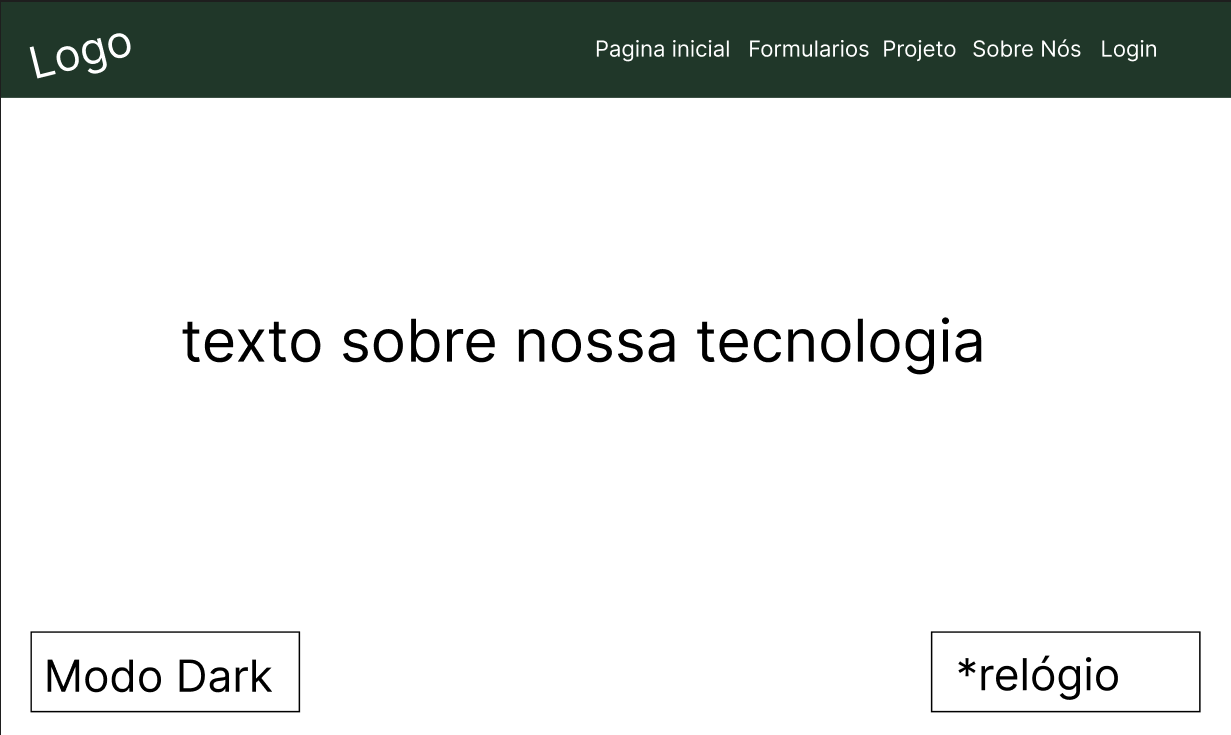 Logo
Pagina inicial Formularios Projeto Sobre Nós Login
texto sobre nossa tecnologia
Modo Dark
*relógio